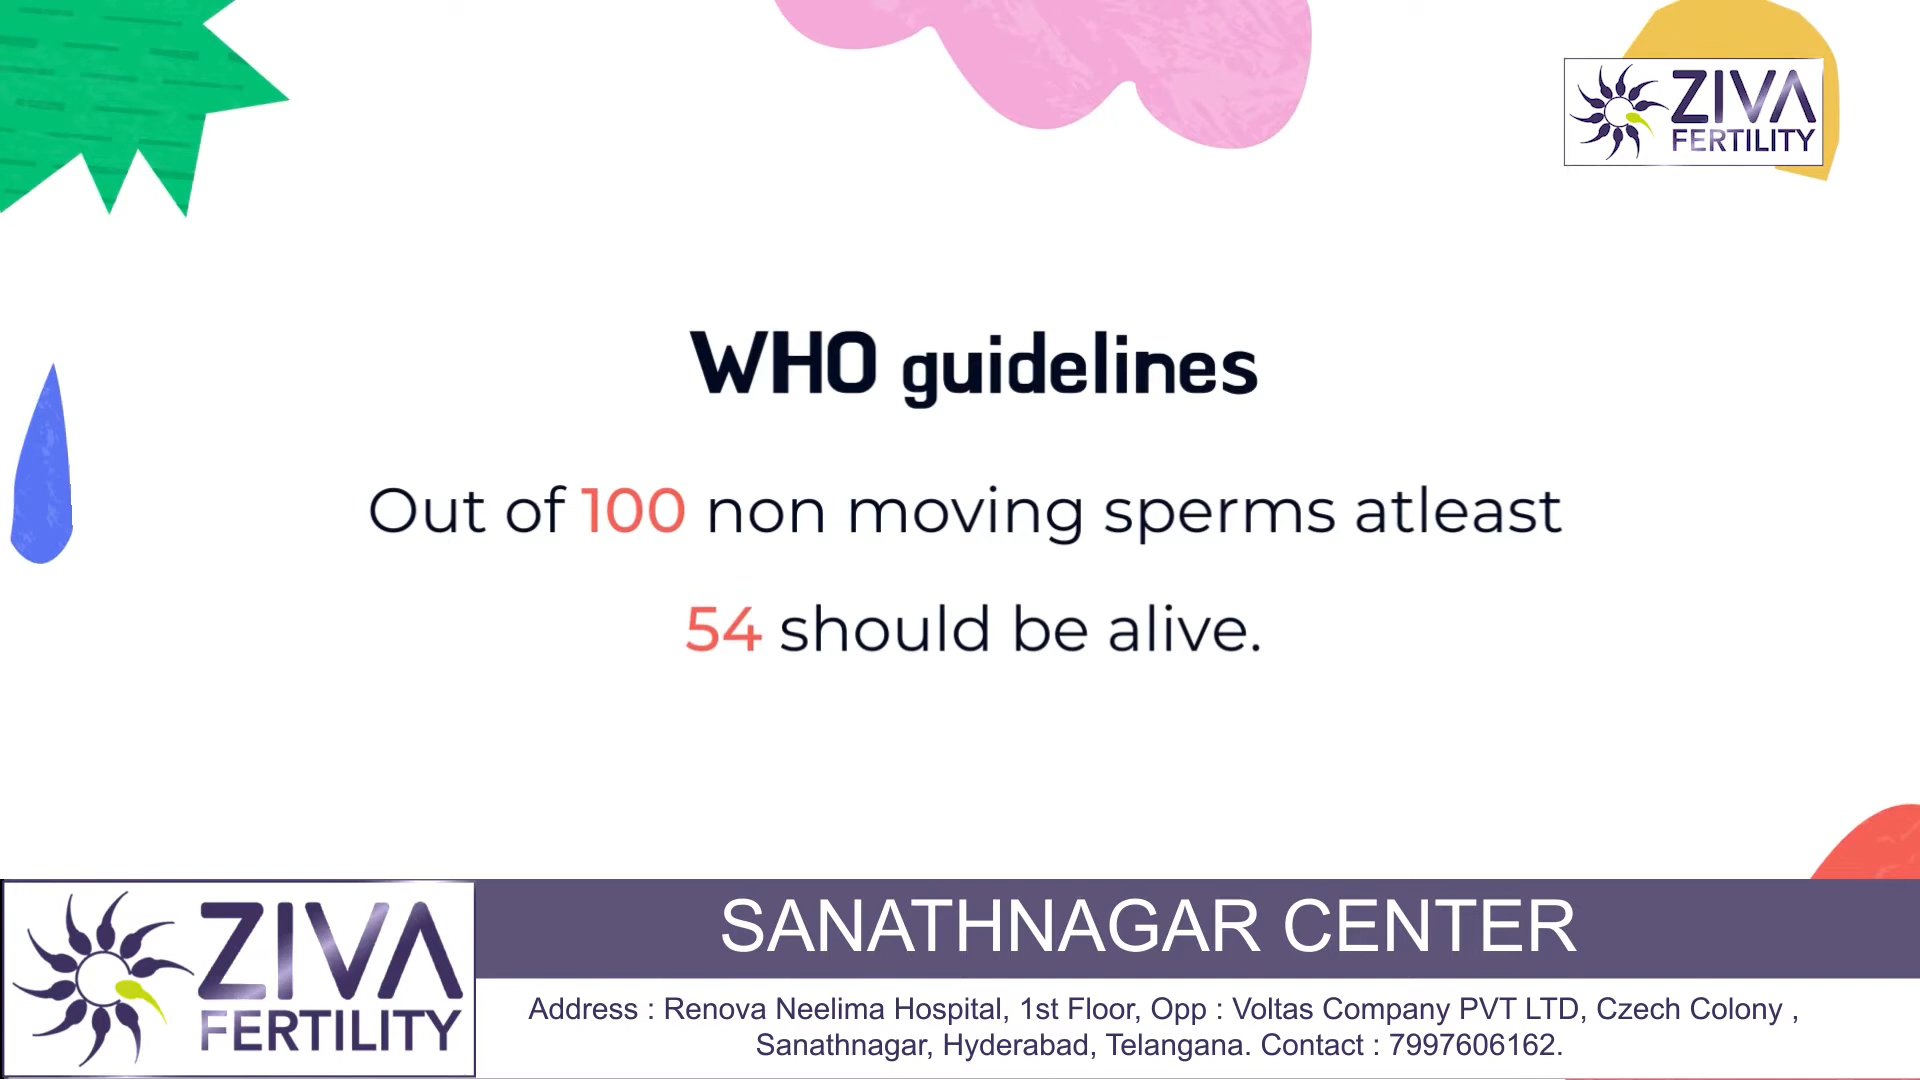 ZIVA
FERTILITY
WHO guidelines
Out of 100 non moving sperms atleast
54 should be alive.
ZIVA
FERTILITY
SANATHNAGAR CENTER
Address : Renova Neelima Hospital, 1st Floor, Opp : Voltas Company PVT LTD, Czech Colony ,
Sanathnagar, Hyderabad, Telangana. Contact : 7997606162.